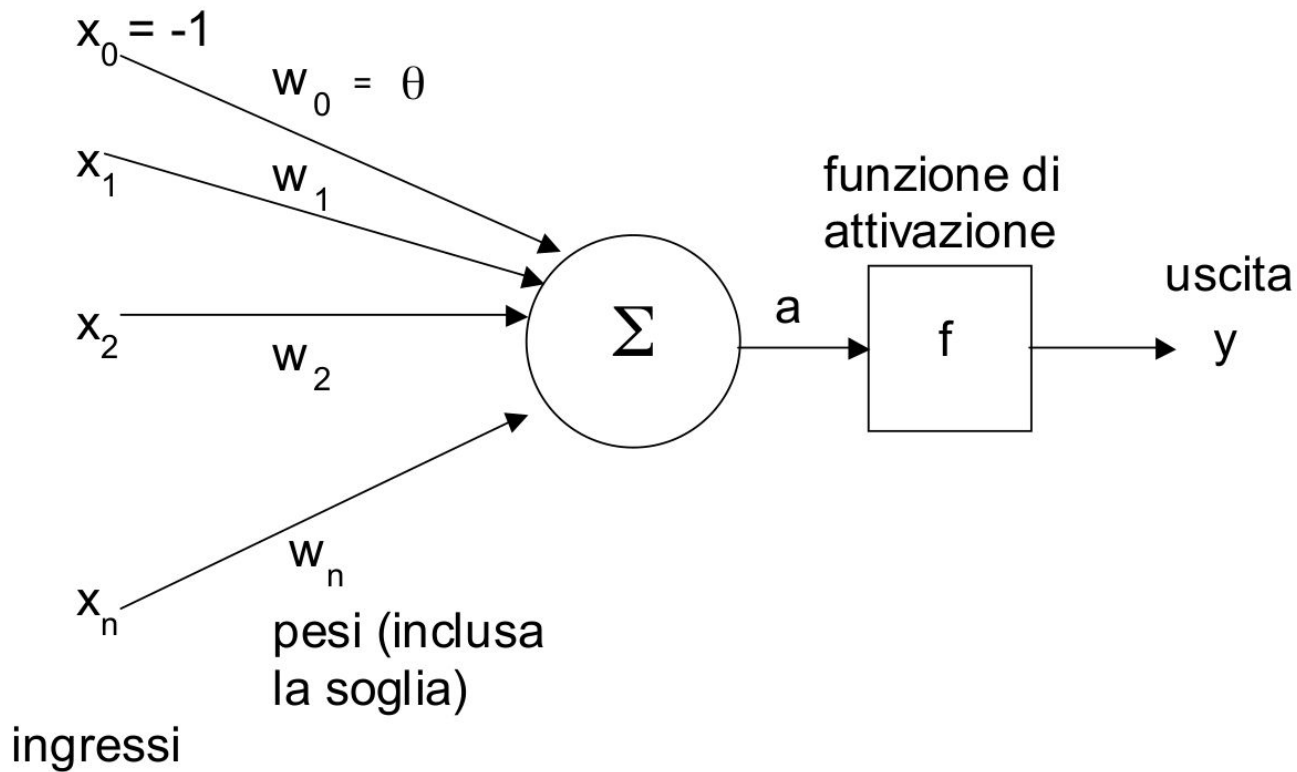 x₀ = -1
w₀ = θ
x₁
w₁
funzione di
attivazione
uscita
x₂
w₂
Σ
a
f
y
xₙ
wₙ
pesi (inclusa
la soglia)
ingressi